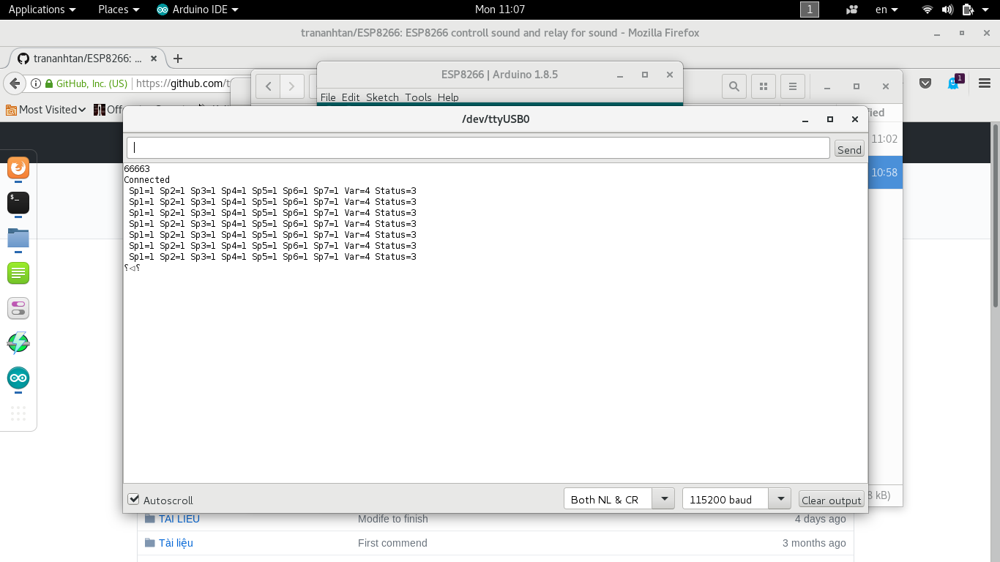 Applications Places Arduino IDE Mon 11:07 1 en
trananhtan/ESP8266: ESP8266 controll sound and relay for sound - Mozilla Firefox
trananhtan/ESP8266: ...
ESP8266 | Arduino 1.8.5
GitHub, Inc. (US) https://github.com/t
1
File Edit Sketch Tools Help
Most Visited
/dev/ttyUSB0
11:02
Send
66663
10:58
Connected
Sp1=1 Sp2=1 Sp3=1 Sp4=1 Sp5=1 Sp6=1 Sp7=1 Var=4 Status=3
Sp1=1 Sp2=1 Sp3=1 Sp4=1 Sp5=1 Sp6=1 Sp7=1 Var=4 Status=3
Sp1=1 Sp2=1 Sp3=1 Sp4=1 Sp5=1 Sp6=1 Sp7=1 Var=4 Status=3
Sp1=1 Sp2=1 Sp3=1 Sp4=1 Sp5=1 Sp6=1 Sp7=1 Var=4 Status=3
Sp1=1 Sp2=1 Sp3=1 Sp4=1 Sp5=1 Sp6=1 Sp7=1 Var=4 Status=3
Sp1=1 Sp2=1 Sp3=1 Sp4=1 Sp5=1 Sp6=1 Sp7=1 Var=4 Status=3
Sp1=1 Sp2=1 Sp3=1 Sp4=1 Sp5=1 Sp6=1 Sp7=1 Var=4 Status=3
⸮◁⸮
Autoscroll Both NL & CR 115200 baud Clear output
8 kB)
TAI LIEU Modife to finish 4 days ago
Tài liệu First commend 3 months ago